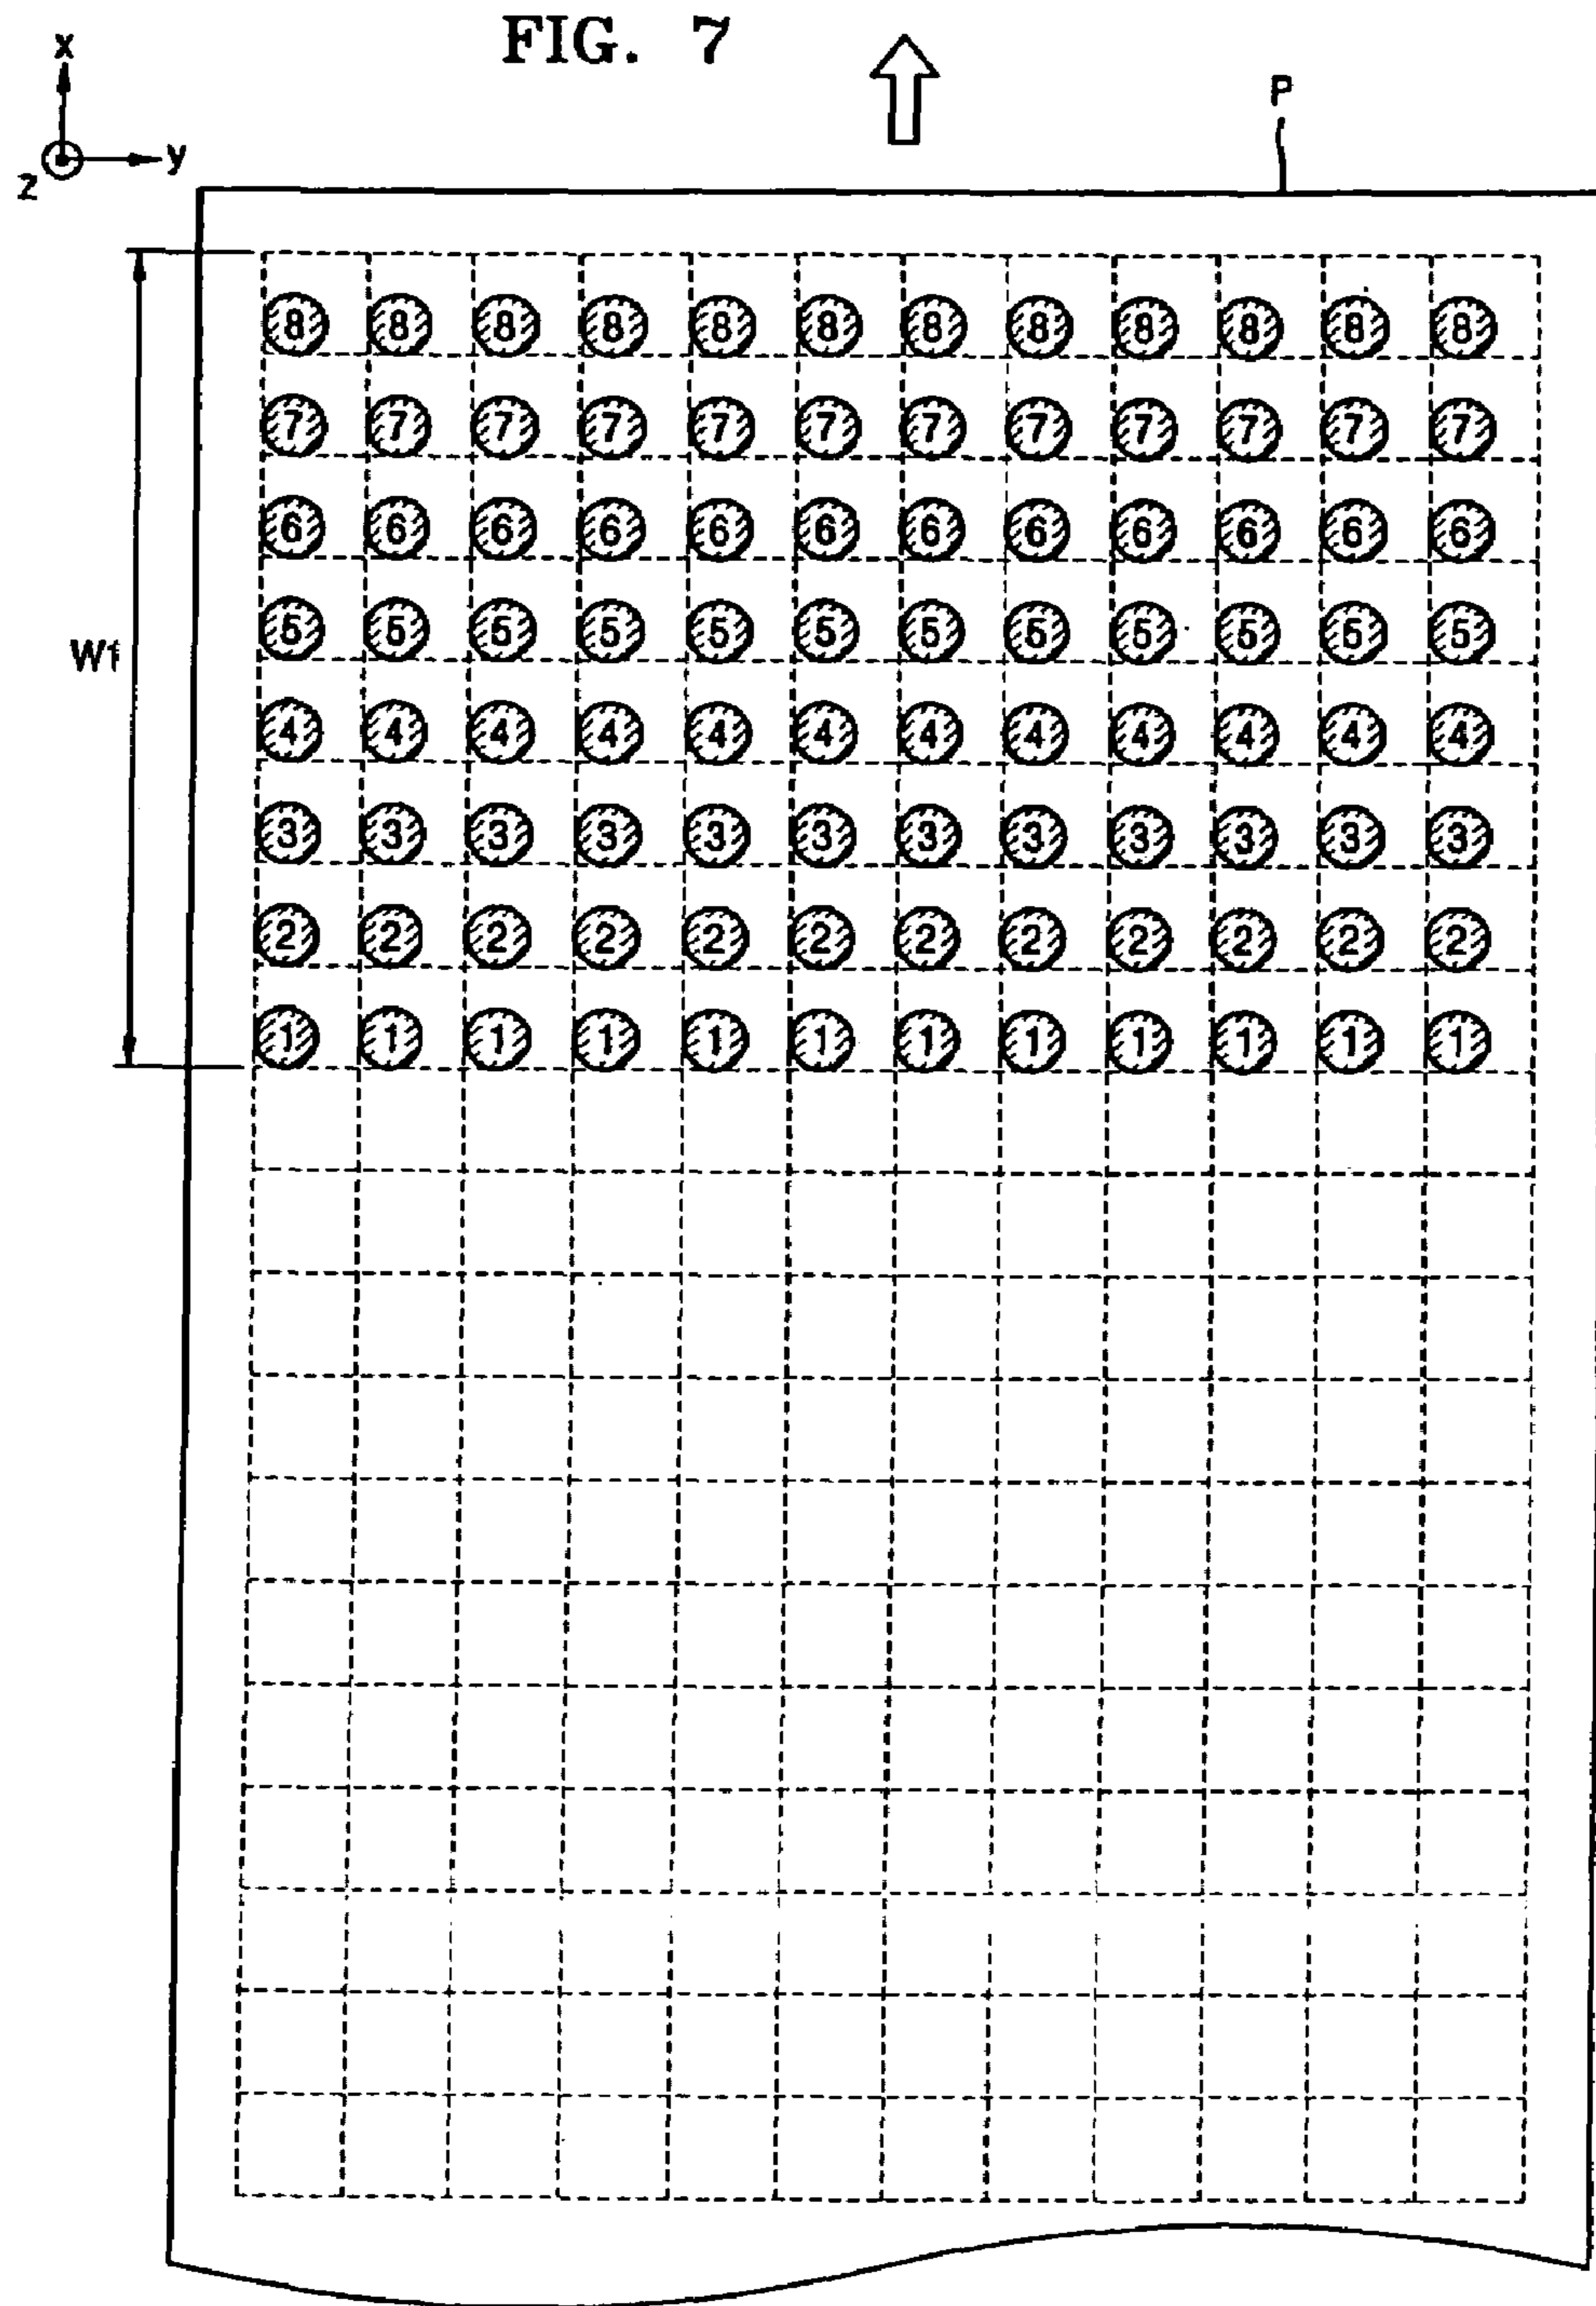 FIG. 7
x
P
y
z
8 8 8 8 8 8 8 8 8 8 8 8
7 7 7 7 7 7 7 7 7 7 7 7
6 6 6 6 6 6 6 6 6 6 6 6
5 5 5 5 5 5 5 5 5 5 5 5
W1
4 4 4 4 4 4 4 4 4 4 4 4
3 3 3 3 3 3 3 3 3 3 3 3
2 2 2 2 2 2 2 2 2 2 2 2
1 1 1 1 1 1 1 1 1 1 1 1